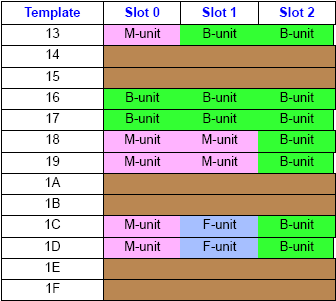 Template Slot 0 Slot 1 Slot 2
13 M-unit B-unit B-unit
14
15
16 B-unit B-unit B-unit
17 B-unit B-unit B-unit
18 M-unit M-unit B-unit
19 M-unit M-unit B-unit
1A
1B
1C M-unit F-unit B-unit
1D M-unit F-unit B-unit
1E
1F